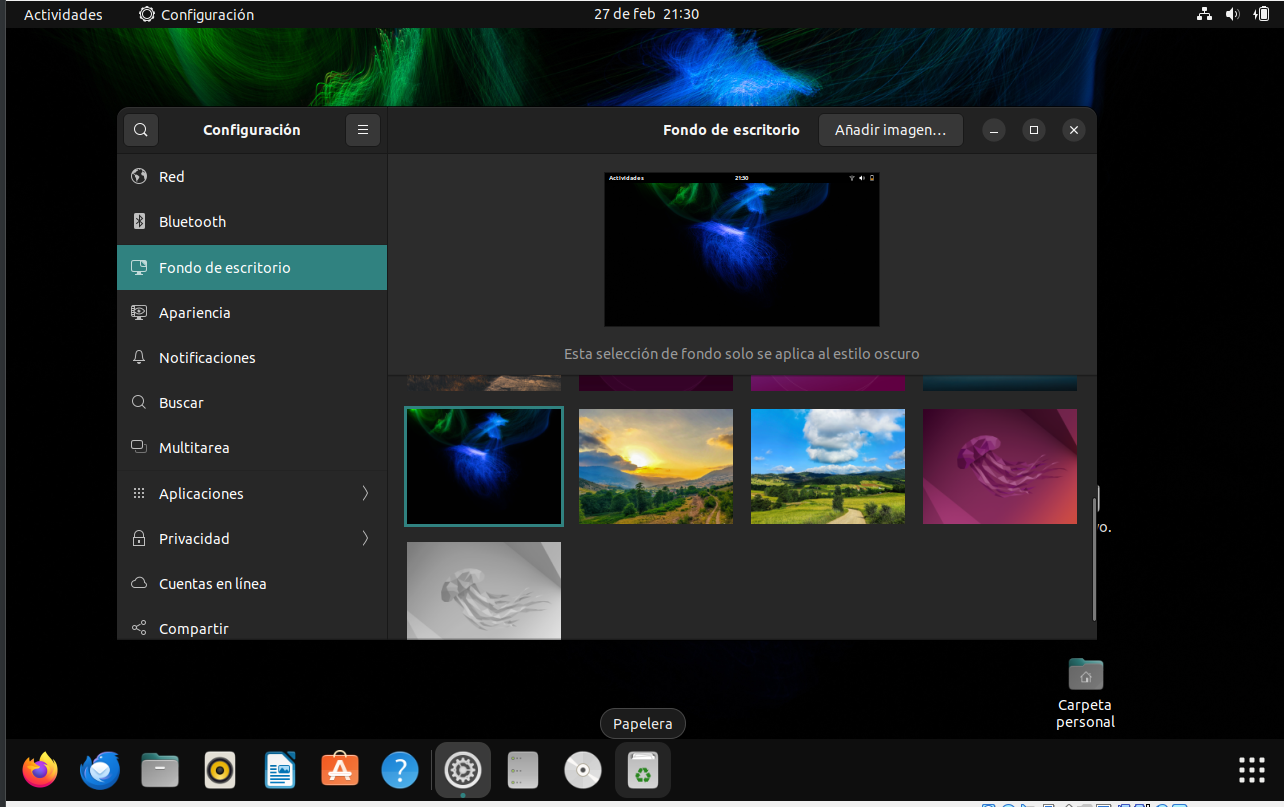 Actividades
Configuración
27 de feb 21:30
Configuración
Fondo de escritorio
Añadir imagen...
Red
Bluetooth
Fondo de escritorio
Apariencia
Notificaciones
Buscar
Multitarea
Aplicaciones
Privacidad
Cuentas en línea
Compartir
Actividades
21:30
Esta selección de fondo solo se aplica al estilo oscuro
vo.
Carpeta
personal
Papelera